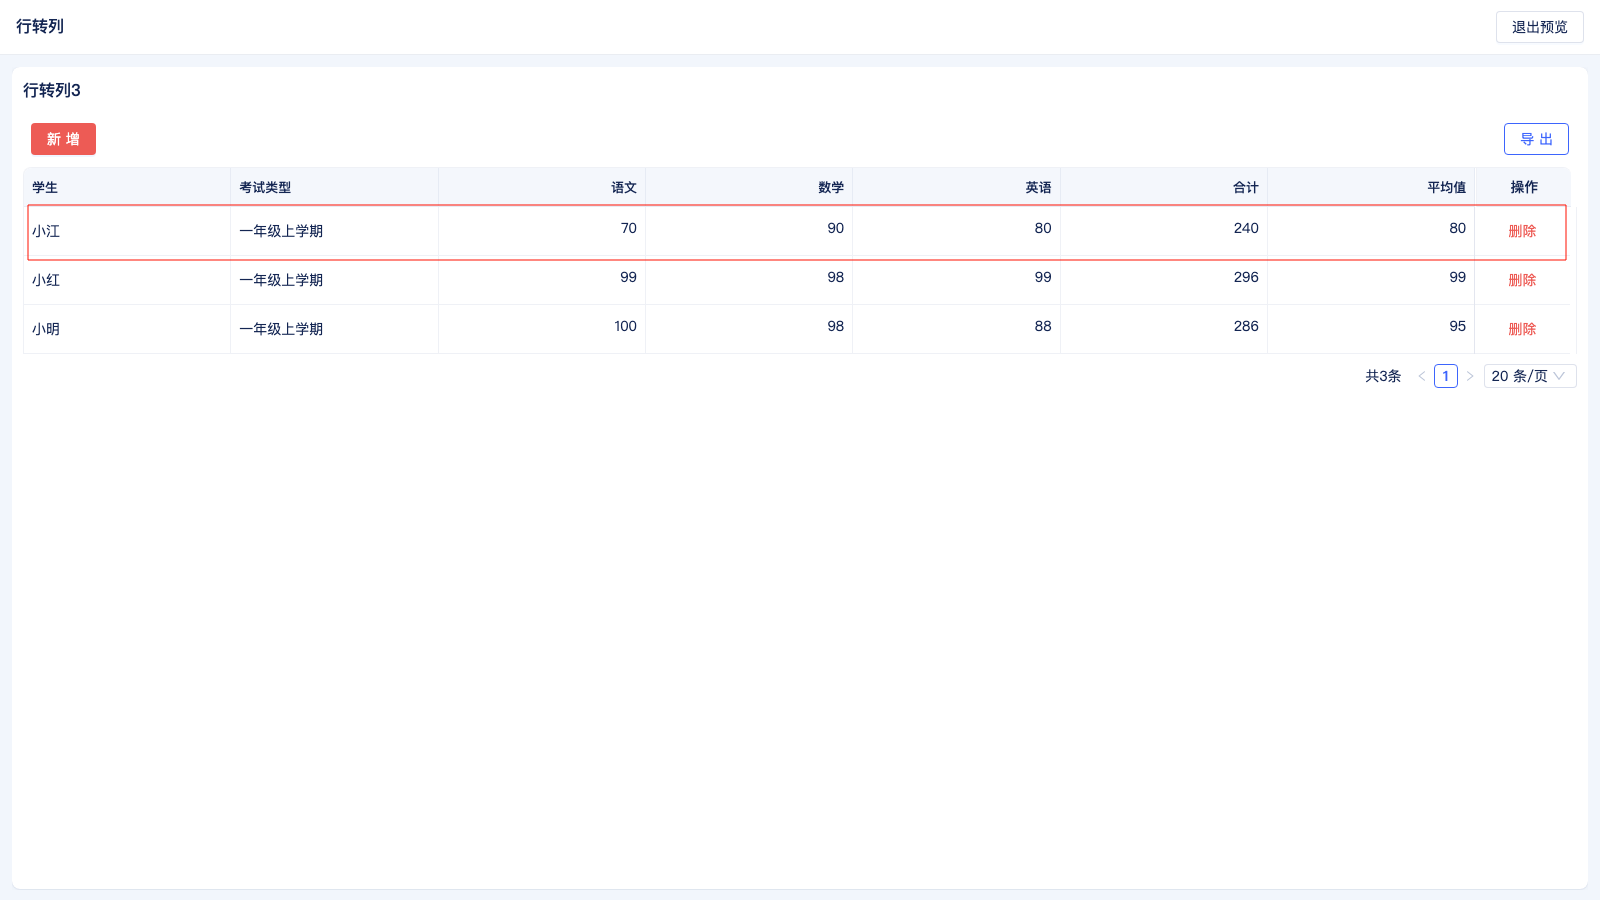 行转列 退出预览
行转列3
新 增 导 出
学生 考试类型 语文 数学 英语 合计 平均值 操作
小江 一年级上学期 70 90 80 240 80 删除
小红 一年级上学期 99 98 99 296 99 删除
小明 一年级上学期 100 98 88 286 95 删除
共3条 < 1 > 20 条/页